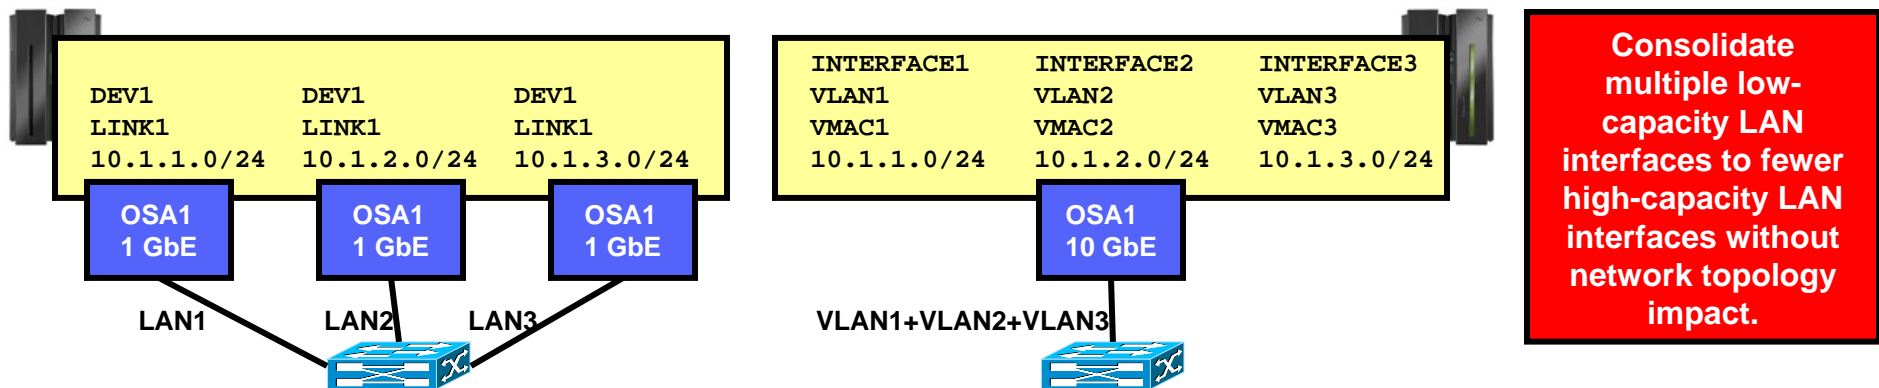 DEV1 DEV1 DEV1
LINK1 LINK1 LINK1
10.1.1.0/24 10.1.2.0/24 10.1.3.0/24
OSA1 OSA1 OSA1
1 GbE 1 GbE 1 GbE
LAN1 LAN2 LAN3
INTERFACE1 INTERFACE2 INTERFACE3
VLAN1 VLAN2 VLAN3
VMAC1 VMAC2 VMAC3
10.1.1.0/24 10.1.2.0/24 10.1.3.0/24
OSA1
10 GbE
VLAN1+VLAN2+VLAN3
Consolidate
multiple low-
capacity LAN
interfaces to fewer
high-capacity LAN
interfaces without
network topology
impact.